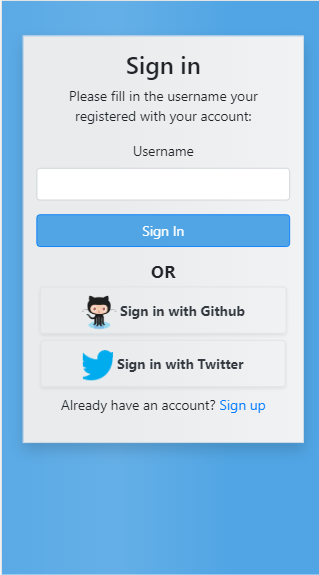 Sign in
Please fill in the username your
registered with your account:
Username
Sign In
OR
Sign in with Github
Sign in with Twitter
Already have an account? Sign up